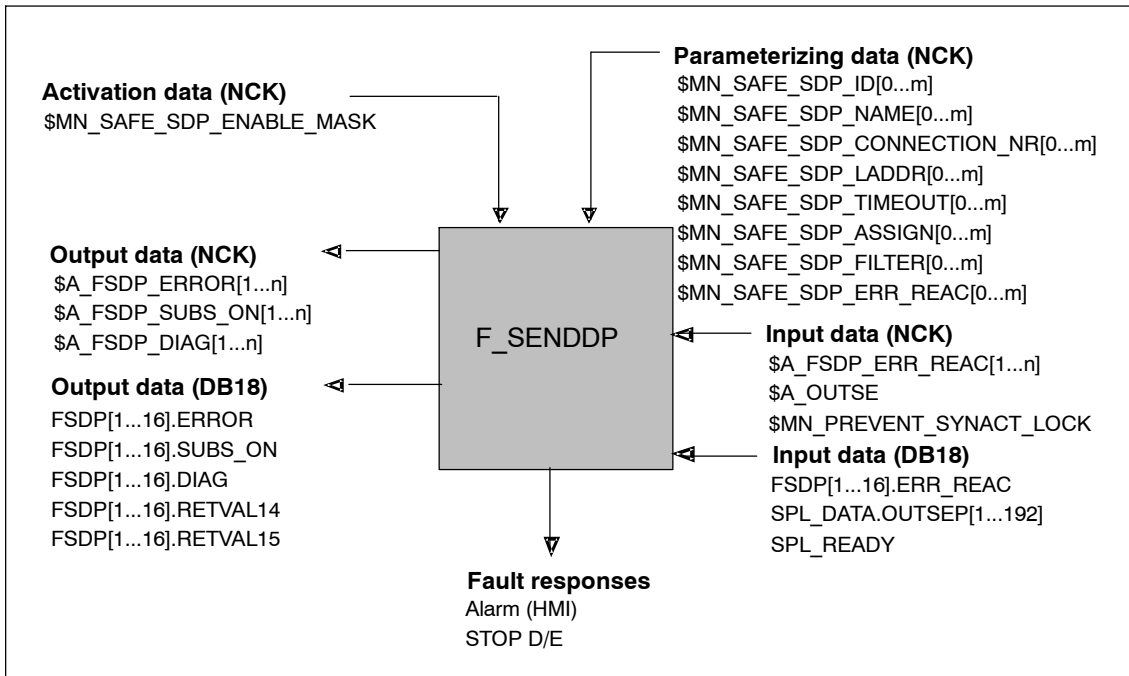 Activation data (NCK)
$MN_SAFE_SDP_ENABLE_MASK
Parameterizing data (NCK)
$MN_SAFE_SDP_ID[0...m]
$MN_SAFE_SDP_NAME[0...m]
$MN_SAFE_SDP_CONNECTION_NR[0...m]
$MN_SAFE_SDP_LADDR[0...m]
$MN_SAFE_SDP_TIMEOUT[0...m]
$MN_SAFE_SDP_ASSIGN[0...m]
$MN_SAFE_SDP_FILTER[0...m]
$MN_SAFE_SDP_ERR_REAC[0...m]
Output data (NCK)
$A_FSDP_ERROR[1...n]
$A_FSDP_SUBS_ON[1...n]
$A_FSDP_DIAG[1...n]
Output data (DB18)
FSDP[1...16].ERROR
FSDP[1...16].SUBS_ON
FSDP[1...16].DIAG
FSDP[1...16].RETVAL14
FSDP[1...16].RETVAL15
F_SENDDP
Input data (NCK)
$A_FSDP_ERR_REAC[1...n]
$A_OUTSE
$MN_PREVENT_SYNACT_LOCK
Input data (DB18)
FSDP[1...16].ERR_REAC
SPL_DATA.OUTSEP[1...192]
SPL_READY
Fault responses
Alarm (HMI)
STOP D/E